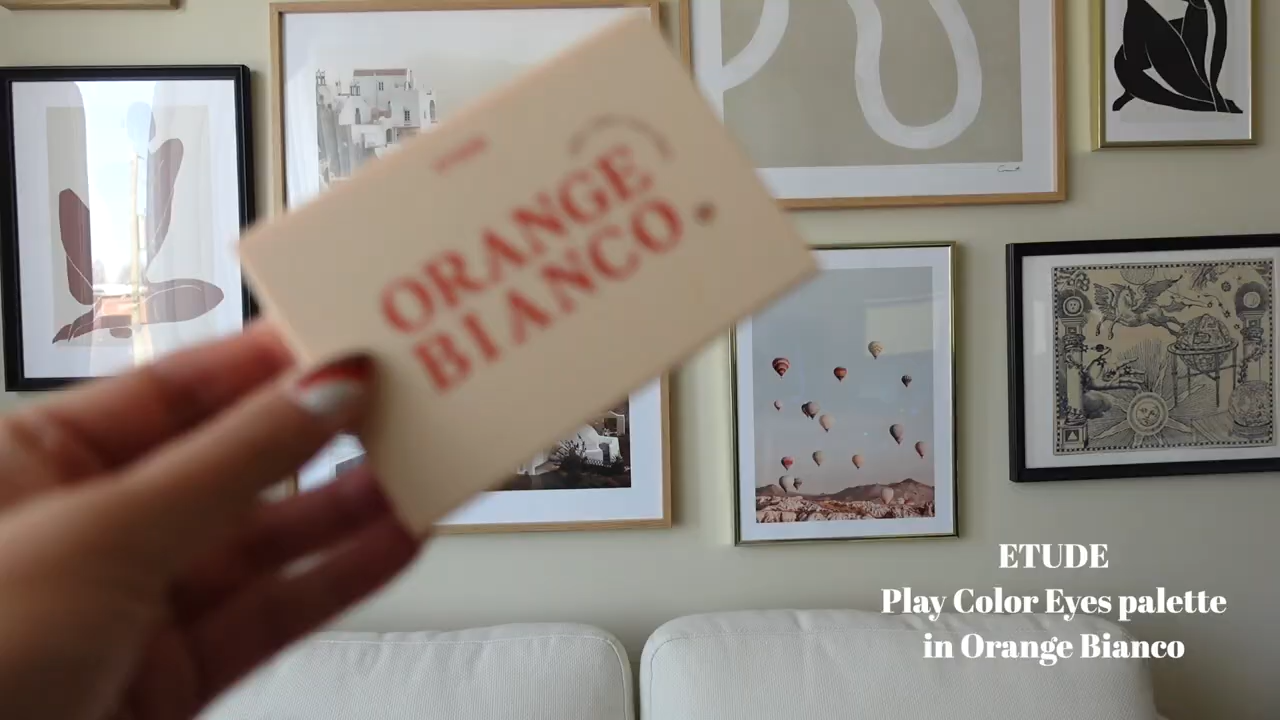 ORANGE
BIANCO
ETUDE
Play Color Eyes palette
in Orange Bianco